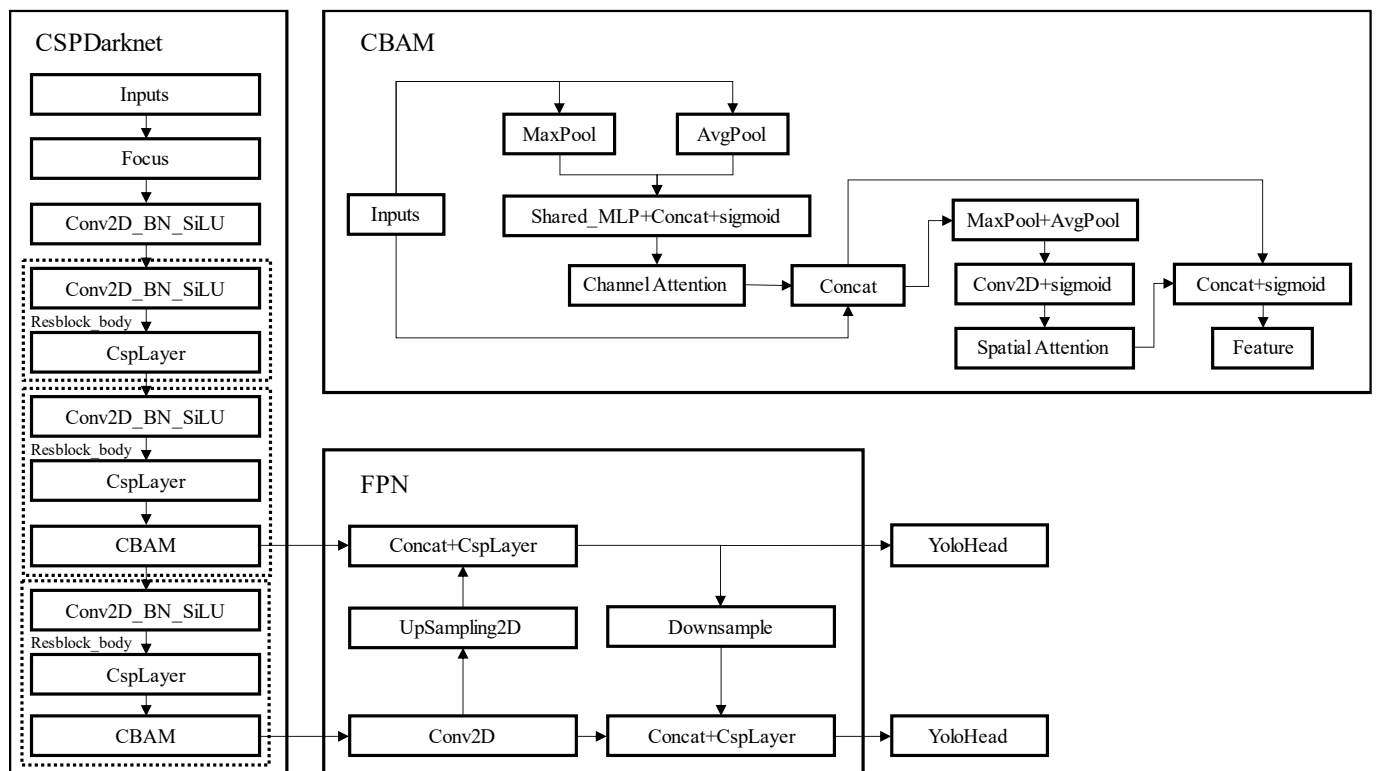 CSPDarknet
Inputs
Focus
Conv2D_BN_SiLU
Conv2D_BN_SiLU
Resblock_body
CspLayer
Conv2D_BN_SiLU
Resblock_body
CspLayer
CBAM
Conv2D_BN_SiLU
Resblock_body
CspLayer
CBAM
CBAM
Inputs
MaxPool
AvgPool
Shared_MLP+Concat+sigmoid
Channel Attention
Concat
MaxPool+AvgPool
Conv2D+sigmoid
Spatial Attention
Concat+sigmoid
Feature
FPN
Concat+CspLayer
UpSampling2D
Conv2D
Downsample
Concat+CspLayer
YoloHead
YoloHead